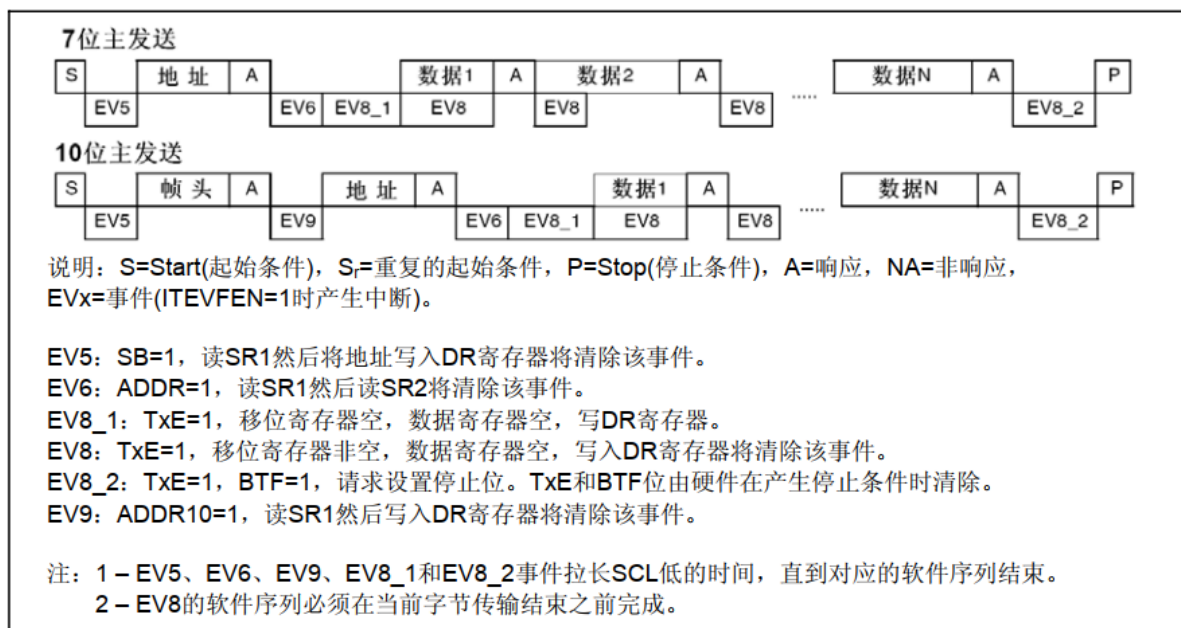 7位主发送
S 地 址 A 数据1 A 数据2 A ..... 数据N A P
EV5 EV6 EV8_1 EV8 EV8 EV8 EV8_2
10位主发送
S 帧 头 A 地 址 A 数据1 A ..... 数据N A P
EV5 EV9 EV6 EV8_1 EV8 EV8 EV8_2
说明：S=Start(起始条件)，Sr=重复的起始条件，P=Stop(停止条件)，A=响应，NA=非响应，
EVx=事件(ITEVFEN=1时产生中断)。
EV5：SB=1，读SR1然后将地址写入DR寄存器将清除该事件。
EV6：ADDR=1，读SR1然后读SR2将清除该事件。
EV8_1：TxE=1，移位寄存器空，数据寄存器空，写DR寄存器。
EV8：TxE=1，移位寄存器非空，数据寄存器空，写入DR寄存器将清除该事件。
EV8_2：TxE=1，BTF=1，请求设置停止位。TxE和BTF位由硬件在产生停止条件时清除。
EV9：ADDR10=1，读SR1然后写入DR寄存器将清除该事件。
注：1 – EV5、EV6、EV9、EV8_1和EV8_2事件拉长SCL低的时间，直到对应的软件序列结束。
2 – EV8的软件序列必须在当前字节传输结束之前完成。